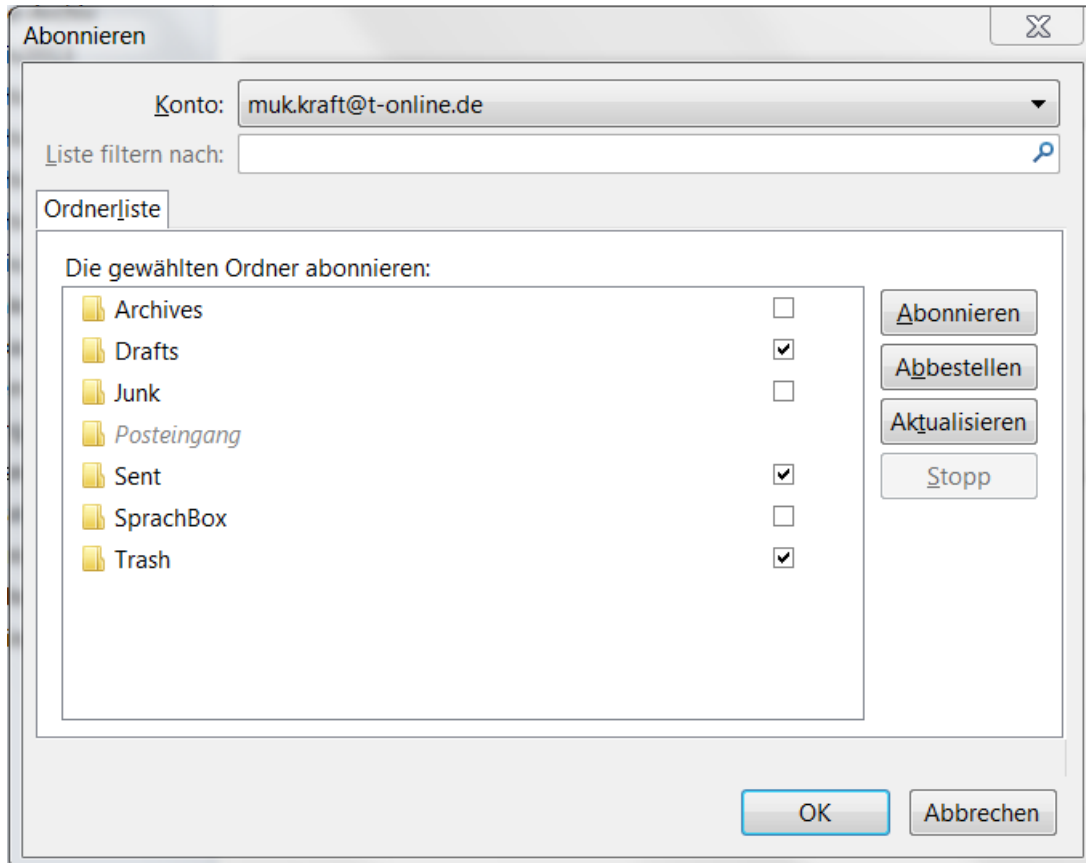 Abonnieren
Konto: muk.kraft@t-online.de
Liste filtern nach:
Ordnerliste
Die gewählten Ordner abonnieren:
Archives
Drafts
Junk
Posteingang
Sent
SprachBox
Trash
Abonnieren
Abbestellen
Aktualisieren
Stopp
OK
Abbrechen